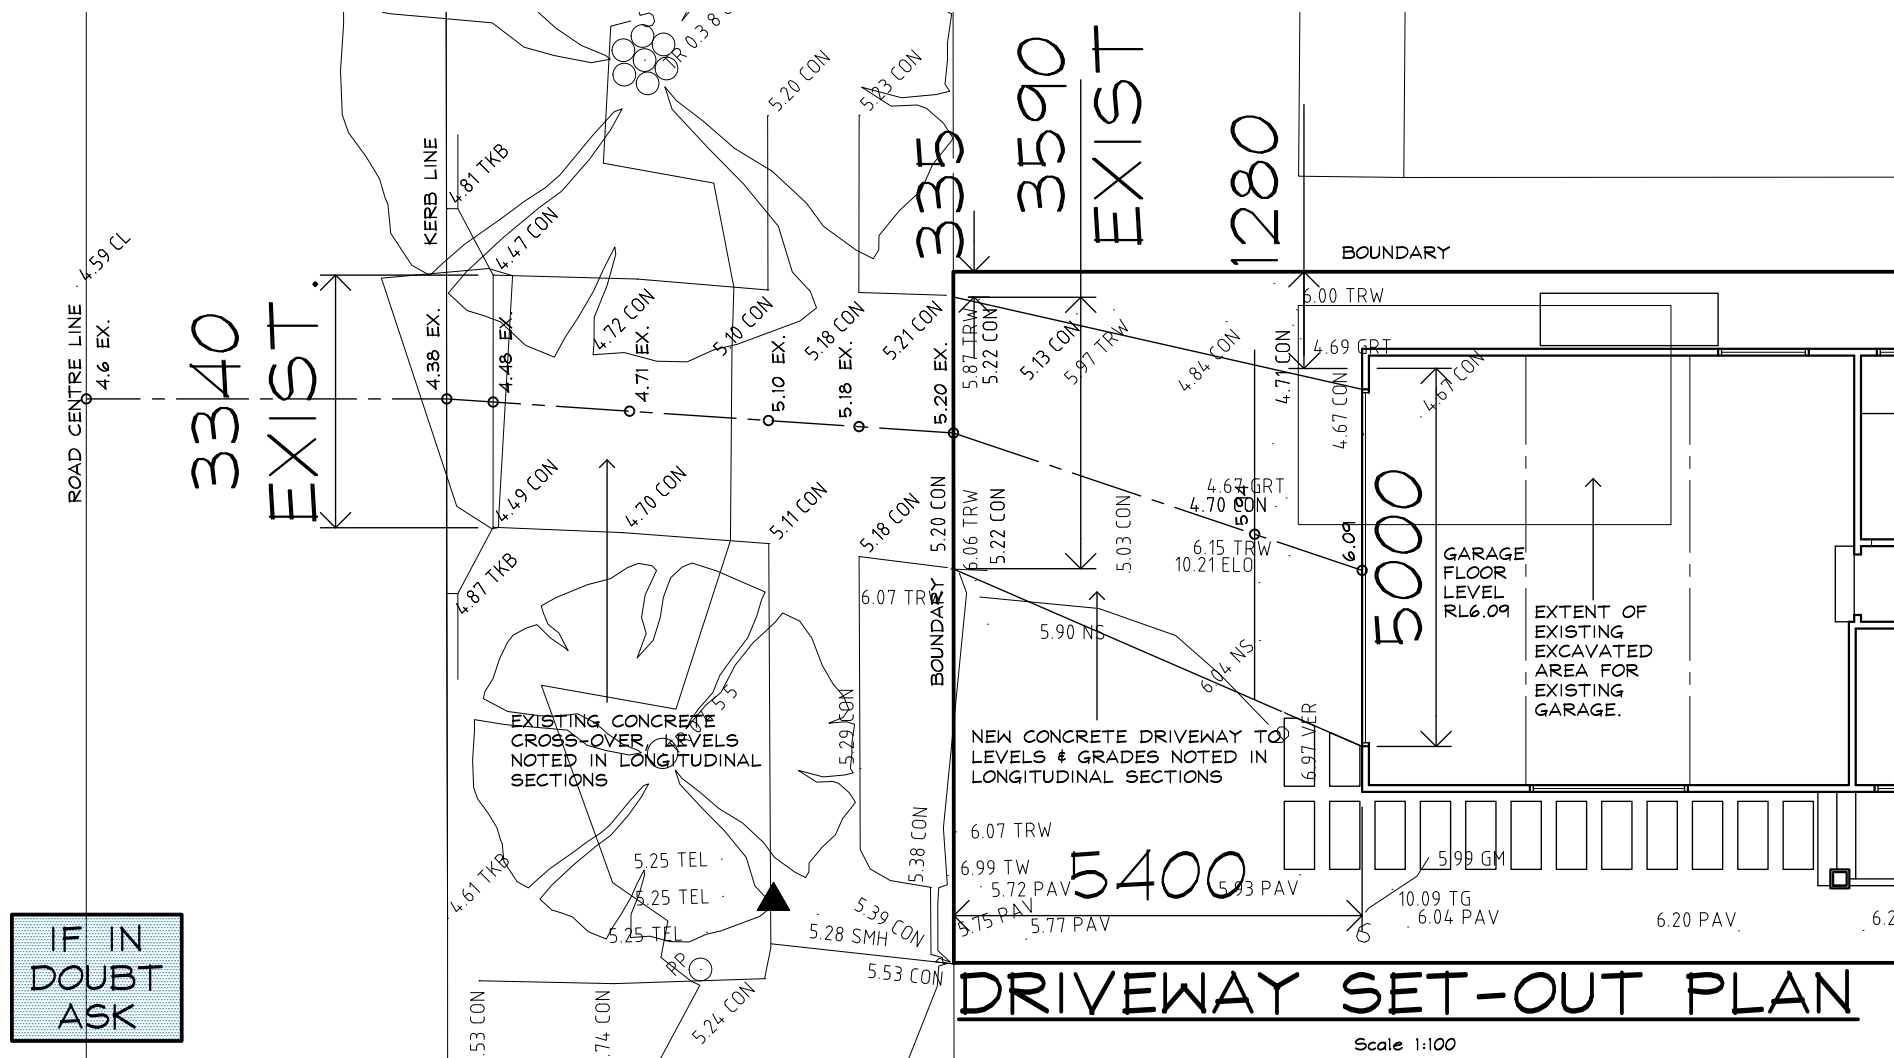 DR 0.3 8
5.20 CON
5.23 CON
335
3590
EXIST
1280
BOUNDARY
KERB LINE
4.81 TKB
4.47 CON
4.59 CL
ROAD CENTRE LINE
4.6 EX.
3340
EXIST.
4.38 EX.
4.48 EX.
4.72 CON
4.71 EX.
5.10 CON
5.10 EX.
5.18 CON
5.18 EX.
5.21 CON
5.20 EX.
5.87 TRW
5.22 CON
5.13 CON
5.97 TRW
4.84 CON
4.71 CON
6.00 TRW
4.69 GRT
4.67 CON
4.67 CON
4.49 CON
4.70 CON
5.11 CON
5.18 CON
5.20 CON
6.06 TRW
5.22 CON
5.03 CON
4.67 GRT
4.70 CON
5.94
6.15 TRW
10.21 ELO
6.09
5000
GARAGE
FLOOR
LEVEL
RL6.09
EXTENT OF
EXISTING
EXCAVATED
AREA FOR
EXISTING
GARAGE.
4.87 TKB
6.07 TRW
BOUNDARY
5.90 NS
6.04 NS
EXISTING CONCRETE
CROSS-OVER, LEVELS
NOTED IN LONGITUDINAL
SECTIONS
5.29 CON
NEW CONCRETE DRIVEWAY TO
LEVELS & GRADES NOTED IN
LONGITUDINAL SECTIONS
6.97 VER
6.07 TRW
5.38 CON
6.99 TW
5.72 PAV
5400
5.93 PAV
5.99 GM
4.61 TKB
5.25 TEL
5.25 TEL
5.25 TEL
5.39 CON
5.28 SMH
5.75 PAV
5.77 PAV
10.09 TG
6.04 PAV
6.20 PAV
5.53 CON
PP
5.24 CON
.53 CON
.74 CON
IF IN
DOUBT
ASK
DRIVEWAY SET-OUT PLAN
Scale 1:100